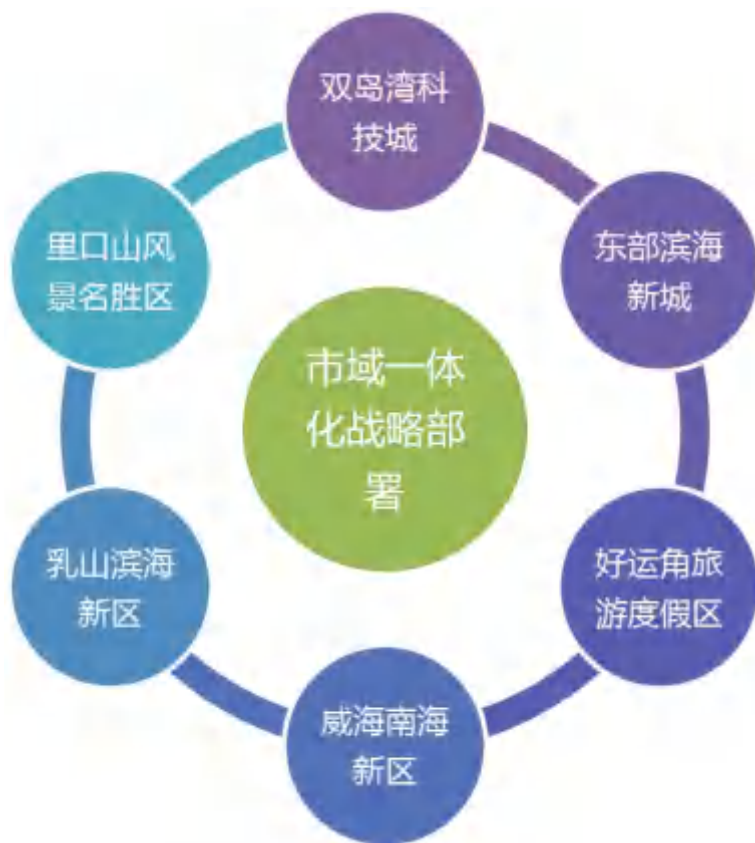 双岛湾科
技城
东部滨海
新城
好运角旅
游度假区
威海南海
新区
乳山滨海
新区
里口山风
景名胜区
市域一体
化战略部
署